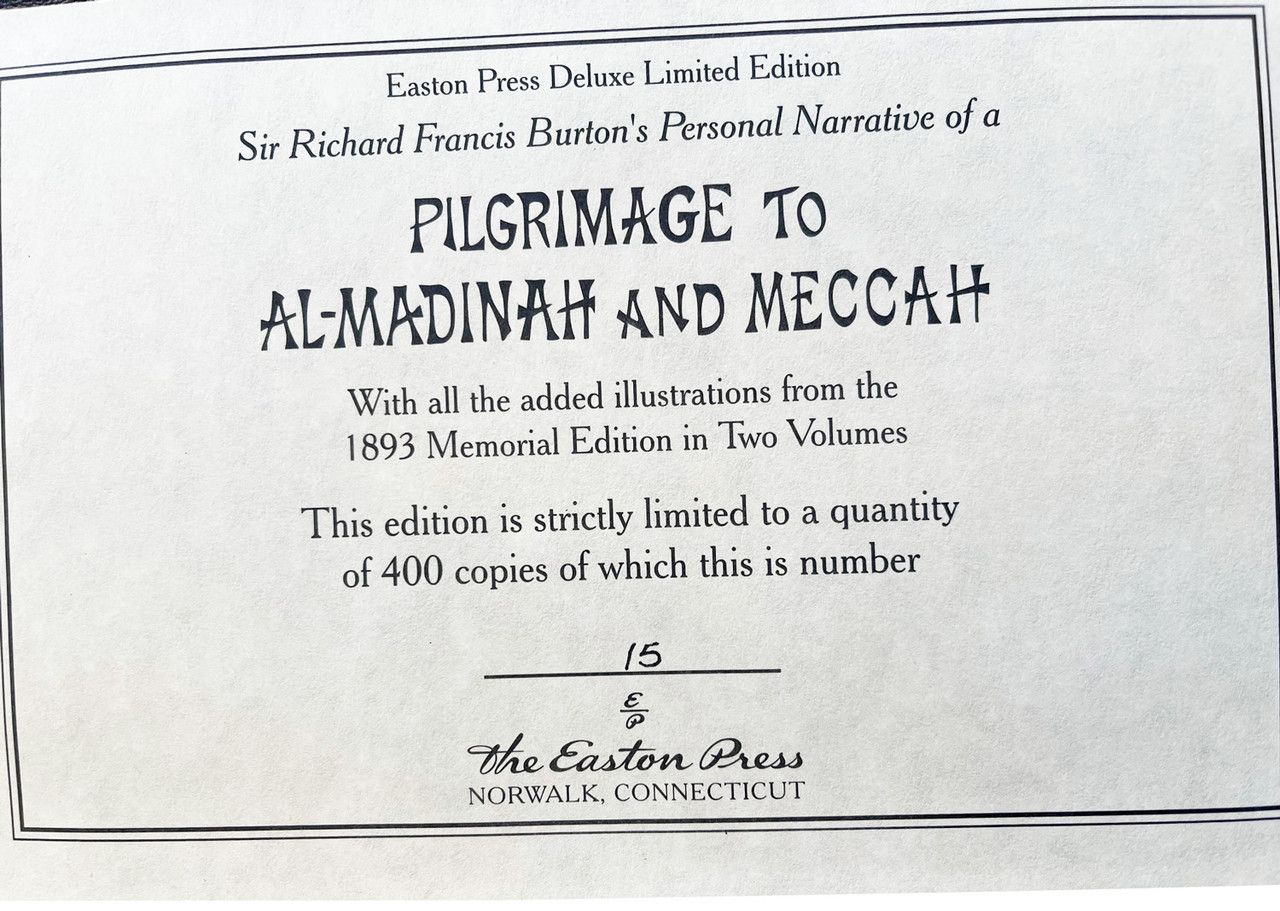 Easton Press Deluxe Limited Edition
Sir Richard Francis Burton's Personal Narrative of a
PILGRIMAGE TO
AL-MADINAH AND MECCAH
With all the added illustrations from the
1893 Memorial Edition in Two Volumes
This edition is strictly limited to a quantity
of 400 copies of which this is number
15
E
P
The Easton Press
NORWALK, CONNECTICUT